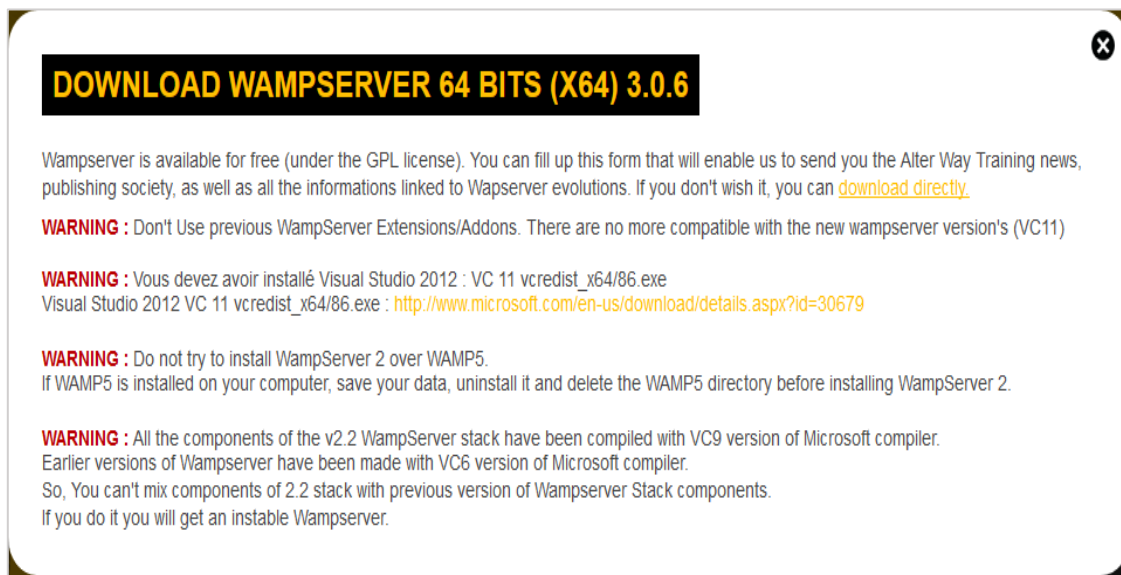 DOWNLOAD WAMPSERVER 64 BITS (X64) 3.0.6
Wampserver is available for free (under the GPL license). You can fill up this form that will enable us to send you the Alter Way Training news,
publishing society, as well as all the informations linked to Wapserver evolutions. If you don't wish it, you can download directly.
WARNING : Don't Use previous WampServer Extensions/Addons. There are no more compatible with the new wampserver version's (VC11)
WARNING : Vous devez avoir installé Visual Studio 2012 : VC 11 vcredist_x64/86.exe
Visual Studio 2012 VC 11 vcredist_x64/86.exe : http://www.microsoft.com/en-us/download/details.aspx?id=30679
WARNING : Do not try to install WampServer 2 over WAMP5.
If WAMP5 is installed on your computer, save your data, uninstall it and delete the WAMP5 directory before installing WampServer 2.
WARNING : All the components of the v2.2 WampServer stack have been compiled with VC9 version of Microsoft compiler.
Earlier versions of Wampserver have been made with VC6 version of Microsoft compiler.
So, You can't mix components of 2.2 stack with previous version of Wampserver Stack components.
If you do it you will get an instable Wampserver.